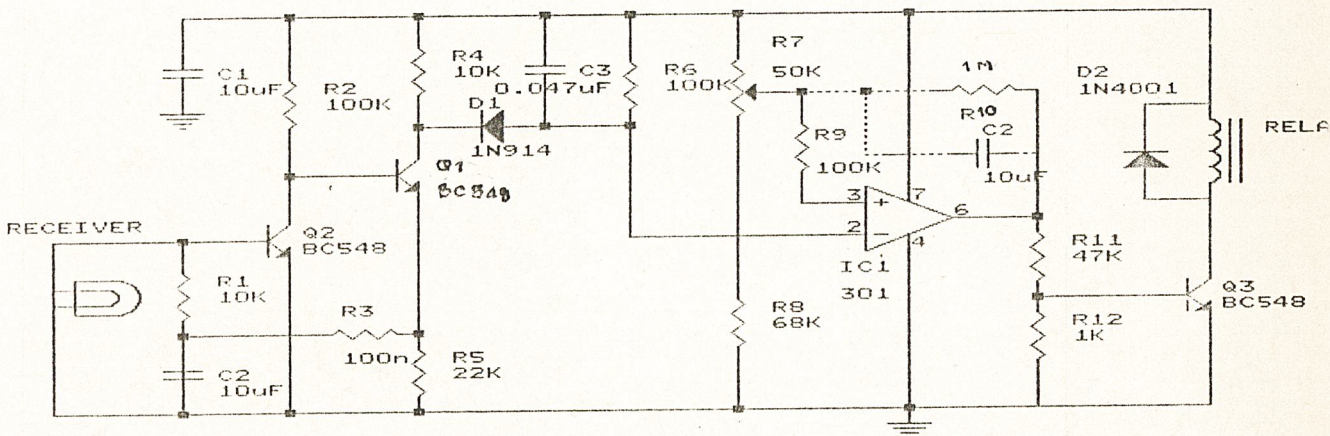 C1
10uF
R2
100K
R4
10K
C3
0.047uF
D1
1N914
R6
100K
R7
50K
R9
100K
1M
R10
C2
10uF
D2
1N4001
RELA
Q1
RECEIVER
Q2
BC548
R1
10K
R3
100n
C2
10uF
R5
22K
R8
68K
3
+
2
−
7
6
4
IC1
301
R11
47K
R12
1K
Q3
BC548